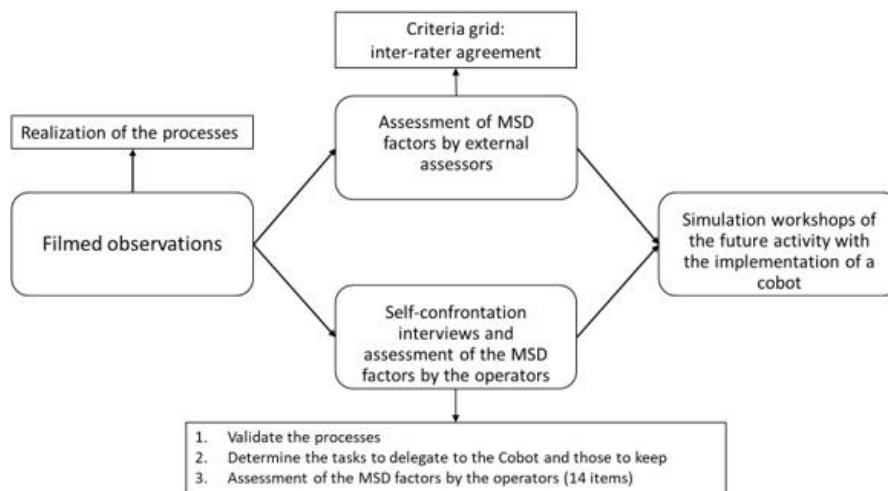 Criteria grid:
inter-rater agreement
Realization of the processes
Assessment of MSD
factors by external
assessors
Filmed observations
Simulation workshops of
the future activity with
the implementation of a
cobot
Self-confrontation
interviews and
assessment of the MSD
factors by the operators
1. Validate the processes
2. Determine the tasks to delegate to the Cobot and those to keep
3. Assessment of the MSD factors by the operators (14 items)